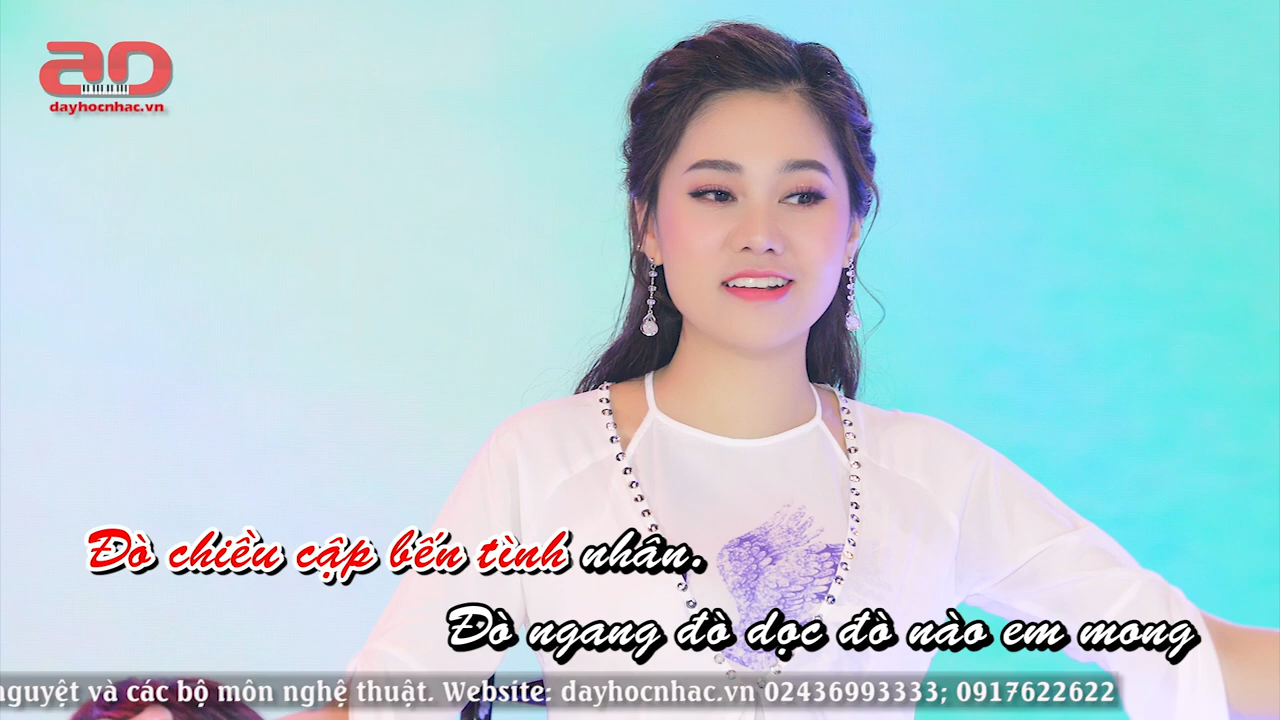 dayhocnhac.vn
Đò chiều cập bến tình nhân.
Đò ngang đò dọc đò nào em mong
nguyệt và các bộ môn nghệ thuật. Website: dayhocnhac.vn 02436993333; 0917622622